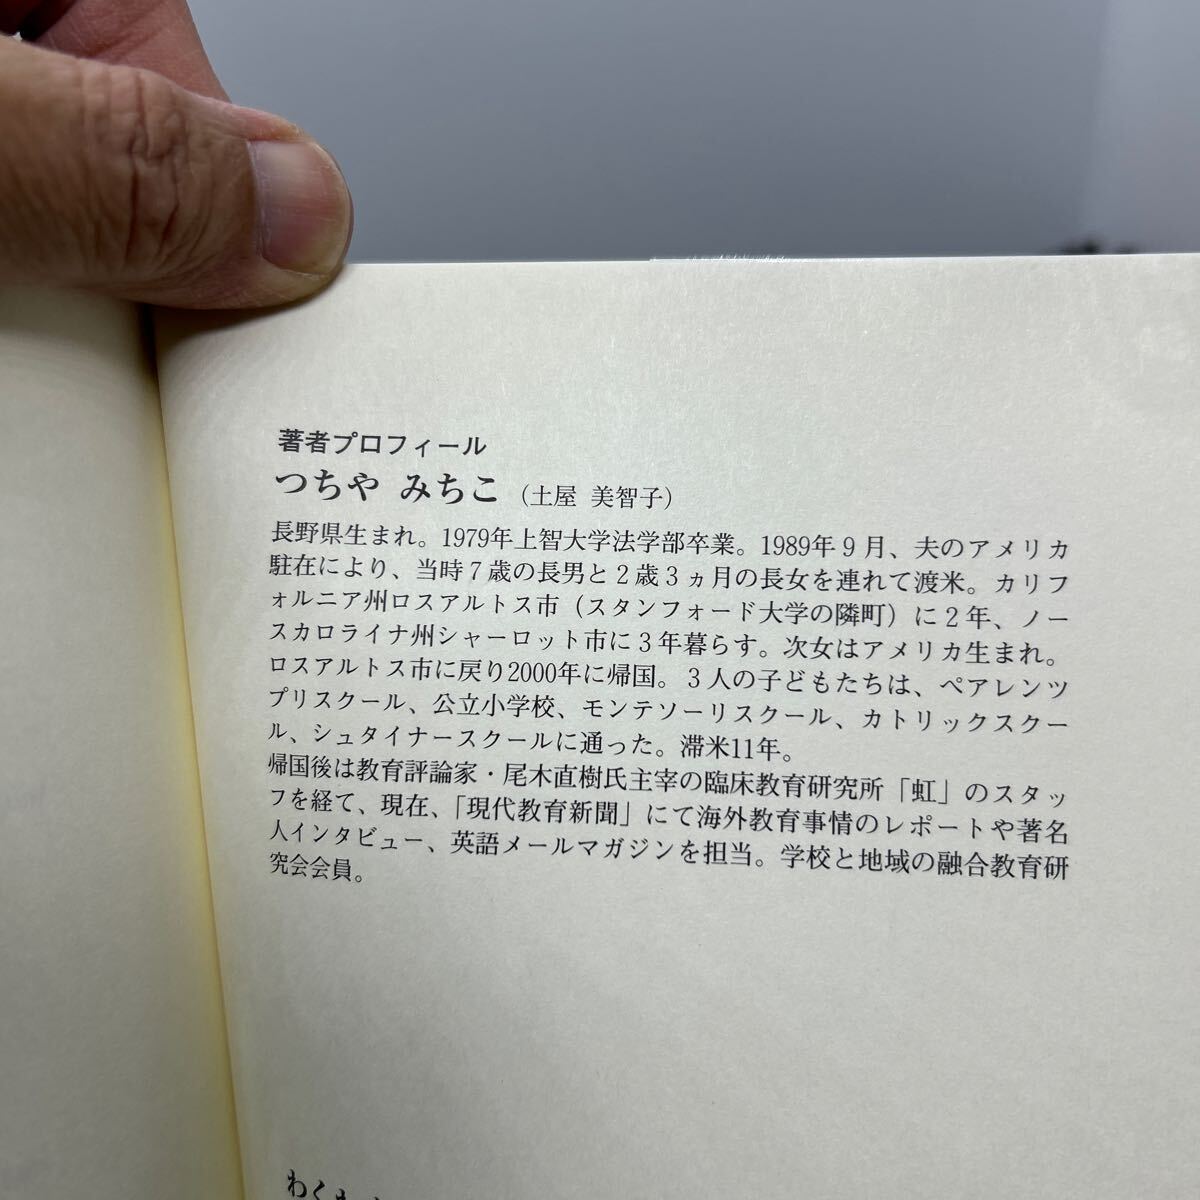 著者プロフィール
つちや みちこ（土屋 美智子）
長野県生まれ。1979年上智大学法学部卒業。1989年９月、夫のアメリカ
駐在により、当時７歳の長男と２歳３ヵ月の長女を連れて渡米。カリフ
ォルニア州ロスアルトス市（スタンフォード大学の隣町）に２年、ノー
スカロライナ州シャーロット市に３年暮らす。次女はアメリカ生まれ。
ロスアルトス市に戻り2000年に帰国。３人の子どもたちは、ペアレンツ
プリスクール、公立小学校、モンテソーリスクール、カトリックスクー
ル、シュタイナースクールに通った。滞米11年。
帰国後は教育評論家・尾木直樹氏主宰の臨床教育研究所「虹」のスタッ
フを経て、現在、「現代教育新聞」にて海外教育事情のレポートや著名
人インタビュー、英語メールマガジンを担当。学校と地域の融合教育研
究会会員。
わくわ